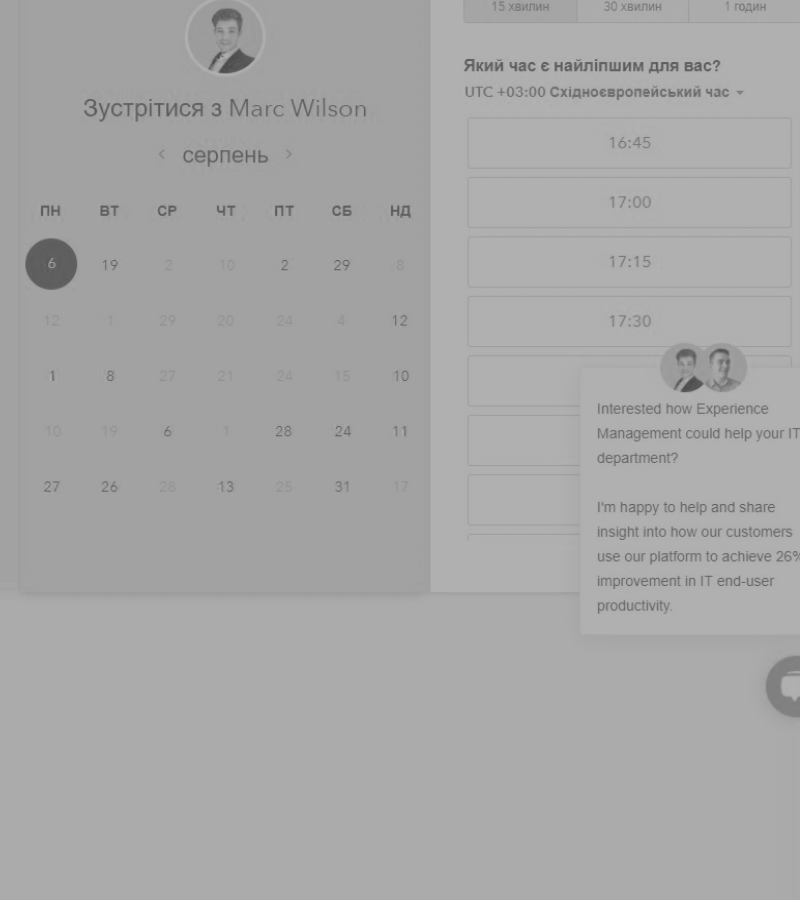 15 хвилин 30 хвилин 1 годин
Зустрітися з Marc Wilson
серпень
ПН ВТ СР ЧТ ПТ СБ НД
6 19 2 10 2 29 8
12 1 29 20 24 4 12
1 8 27 21 24 15 10
10 19 6 1 28 24 11
27 26 28 13 25 31 17
Який час є найліпшим для вас?
UTC +03:00 Східноєвропейський час
16:45
17:00
17:15
17:30
Interested how Experience
Management could help your IT
department?
I'm happy to help and share
insight into how our customers
use our platform to achieve 26%
improvement in IT end-user
productivity.